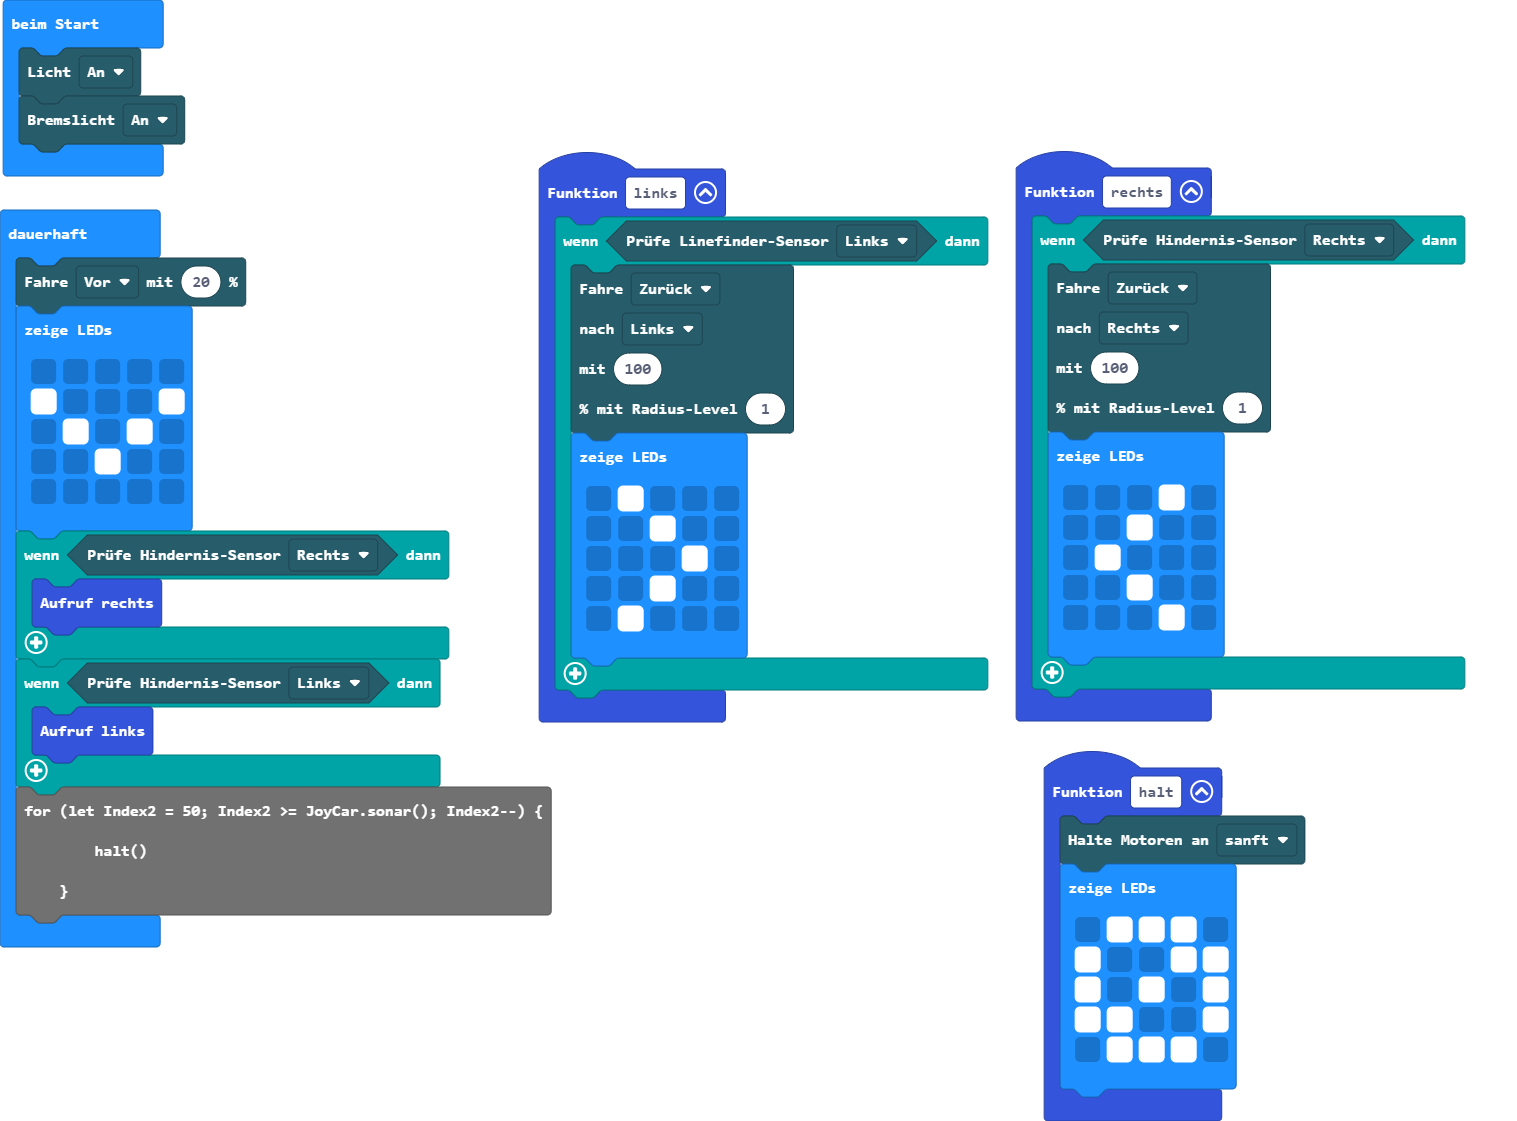 beim Start
Licht An
Bremslicht An
dauerhaft
Fahre Vor mit 20 %
zeige LEDs
wenn Prüfe Hindernis-Sensor Rechts dann
Aufruf rechts
wenn Prüfe Hindernis-Sensor Links dann
Aufruf links
for (let Index2 = 50; Index2 >= JoyCar.sonar(); Index2--) {
halt()
}
Funktion links
wenn Prüfe Linefinder-Sensor Links dann
Fahre Zurück
nach Links
mit 100
% mit Radius-Level 1
zeige LEDs
Funktion rechts
wenn Prüfe Hindernis-Sensor Rechts dann
Fahre Zurück
nach Rechts
mit 100
% mit Radius-Level 1
zeige LEDs
Funktion halt
Halte Motoren an sanft
zeige LEDs